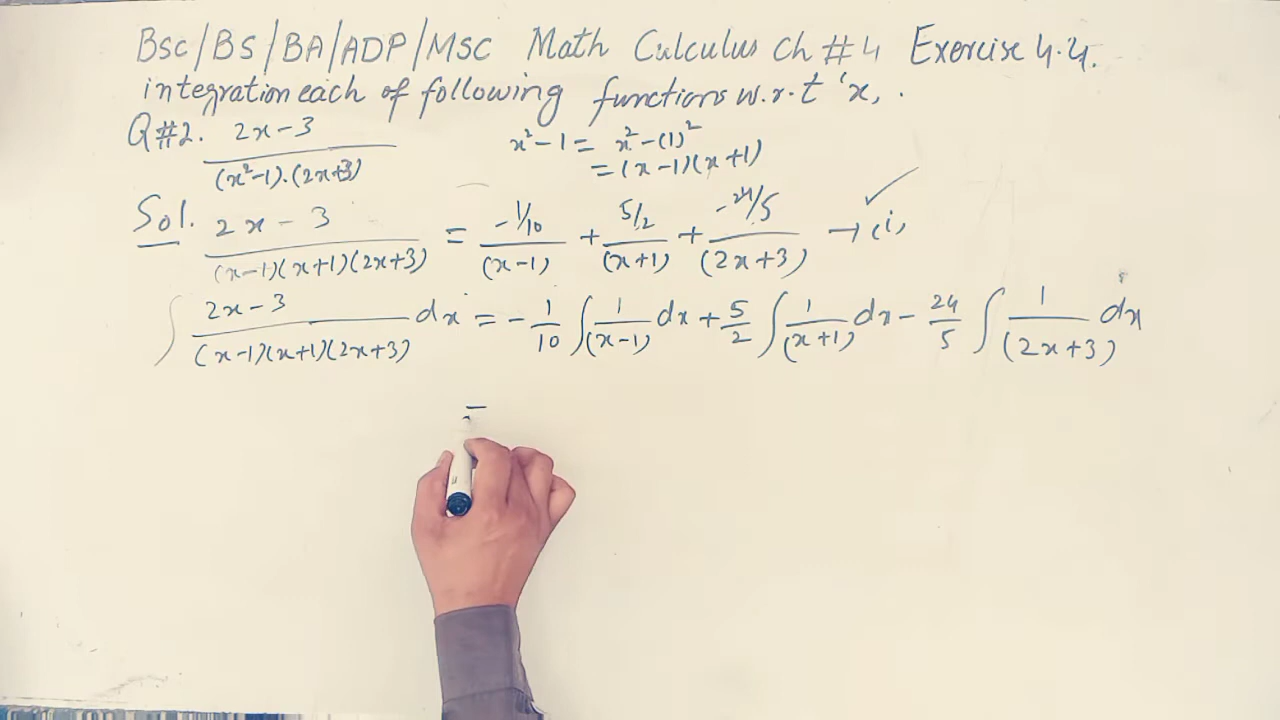 Bsc/BS/BA/ADP/MSC Math Calculus Ch #4 Exercise 4.4.
integration each of following functions w.r.t 'x, .
Q#2. (2x-3)/((x²-1).(2x+3)) x²-1 = x²-(1)²
=(x-1)(x+1)
Sol. (2x-3)/((x-1)(x+1)(2x+3)) = (-1/10)/(x-1) + (5/2)/(x+1) + (-24/5)/(2x+3) → (i,
∫ (2x-3)/((x-1)(x+1)(2x+3)) dx = -1/10 ∫ 1/(x-1) dx + 5/2 ∫ 1/(x+1) dx - 24/5 ∫ 1/(2x+3) dx